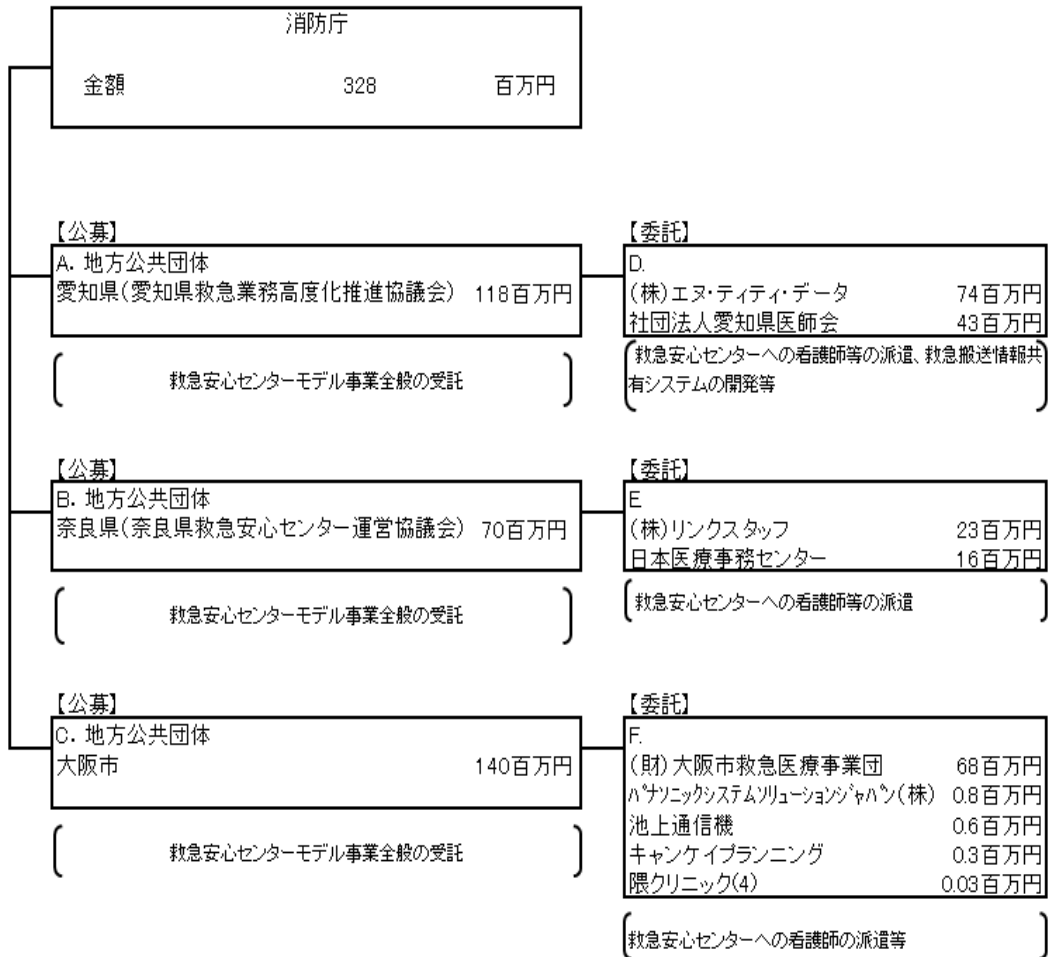 消防庁
金額 328 百万円
【公募】
A. 地方公共団体
愛知県(愛知県救急業務高度化推進協議会) 118百万円
救急安心センターモデル事業全般の受託
【委託】
D.
(株)エヌ・ティティ・データ 74百万円
社団法人愛知県医師会 43百万円
救急安心センターへの看護師等の派遣、救急搬送情報共
有システムの開発等
【公募】
B. 地方公共団体
奈良県(奈良県救急安心センター運営協議会) 70百万円
救急安心センターモデル事業全般の受託
【委託】
E
(株)リンクスタッフ 23百万円
日本医療事務センター 16百万円
救急安心センターへの看護師等の派遣
【公募】
C. 地方公共団体
大阪市 140百万円
救急安心センターモデル事業全般の受託
【委託】
F.
(財)大阪市救急医療事業団 68百万円
パナソニックシステムソリューションジャパン(株) 0.8百万円
池上通信機 0.6百万円
キャンケイプランニング 0.3百万円
隈クリニック(4) 0.03百万円
救急安心センターへの看護師の派遣等